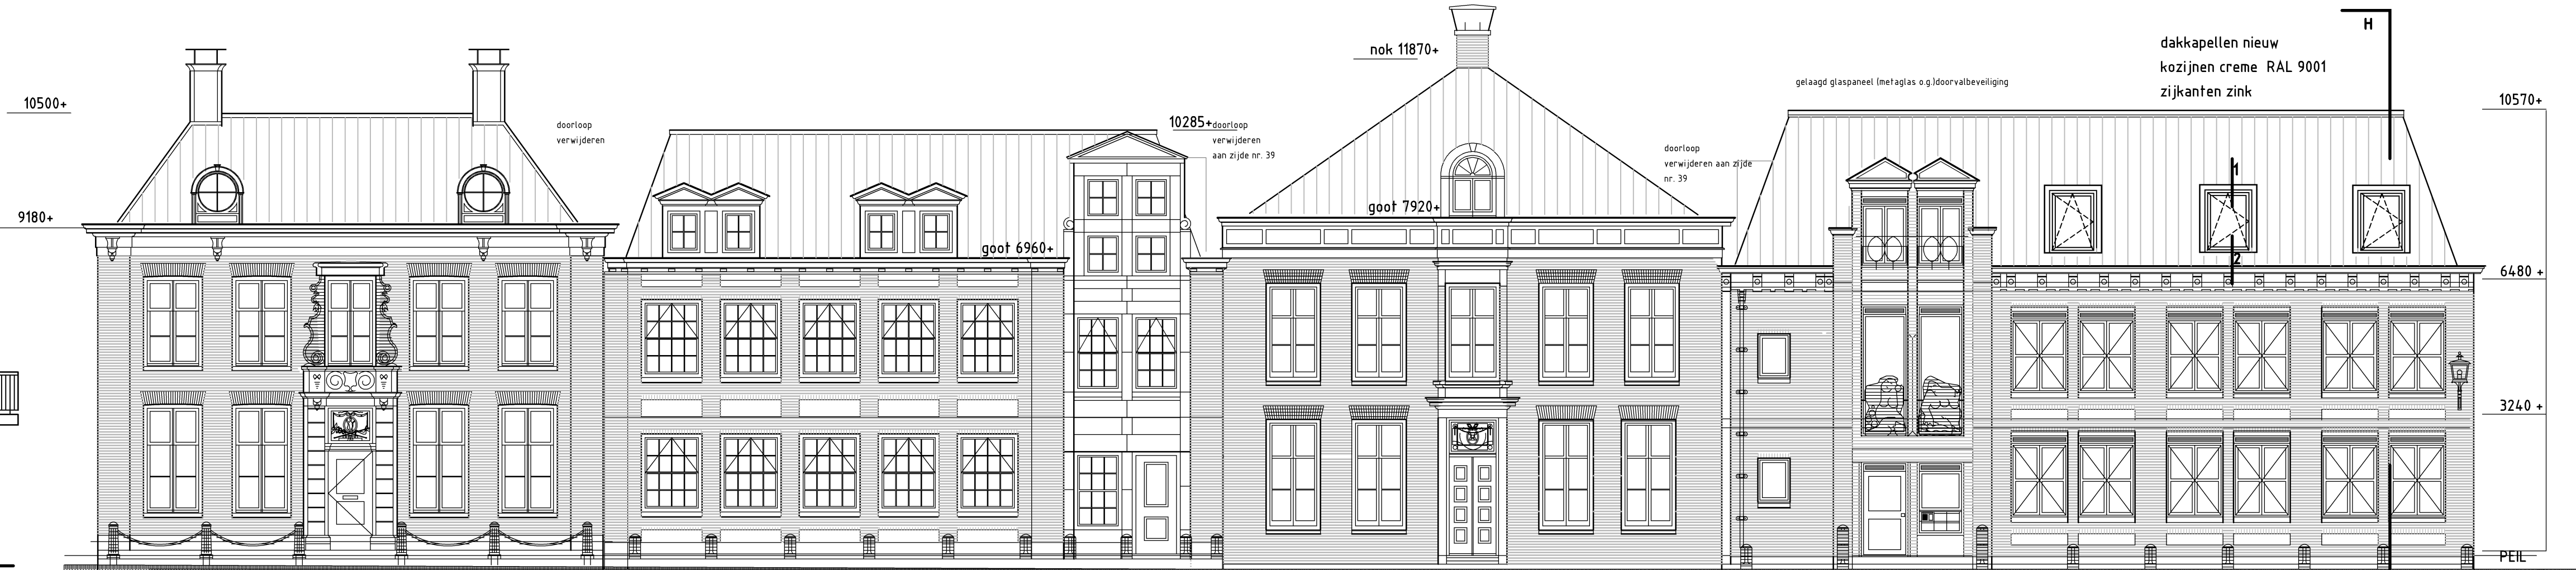 10500+
9180+
doorloop
verwijderen
goot 6960+
10285+
doorloop
verwijderen
aan zijde nr. 39
nok 11870+
goot 7920+
doorloop
verwijderen aan zijde
nr. 39
gelaagd glaspaneel (metaglas o.g.)doorvalbeveiliging
dakkapellen nieuw
kozijnen creme RAL 9001
zijkanten zink
H
1
2
10570+
6480 +
3240 +
PEIL